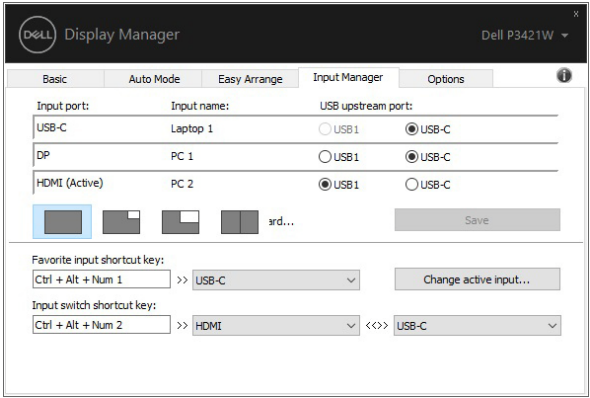 x
DELL Display Manager
Dell P3421W
Basic Auto Mode Easy Arrange Input Manager Options i
Input port: Input name: USB upstream port:
USB-C Laptop 1 USB1 USB-C
DP PC 1 USB1 USB-C
HDMI (Active) PC 2 USB1 USB-C
ard... Save
Favorite input shortcut key:
Ctrl + Alt + Num 1 >> USB-C Change active input...
Input switch shortcut key:
Ctrl + Alt + Num 2 >> HDMI <<>> USB-C